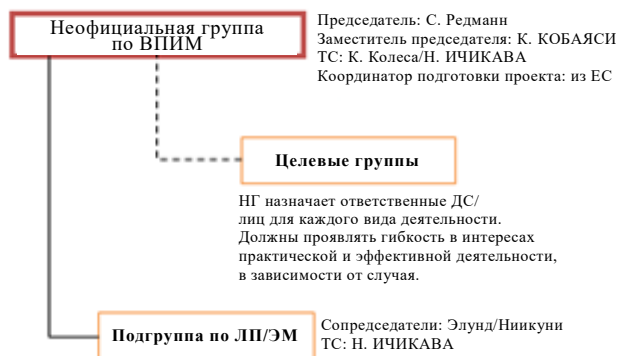 Неофициальная группа
по ВПИМ
Председатель: С. Редманн
Заместитель председателя: К. КОБАЯСИ
ТС: К. Колеса/Н. ИЧИКАВА
Координатор подготовки проекта: из ЕС
Целевые группы
НГ назначает ответственные ДС/
лиц для каждого вида деятельности.
Должны проявлять гибкость в интересах
практической и эффективной деятельности,
в зависимости от случая.
Подгруппа по ЛП/ЭМ
Сопредседатели: Элунд/Ниикуни
ТС: Н. ИЧИКАВА